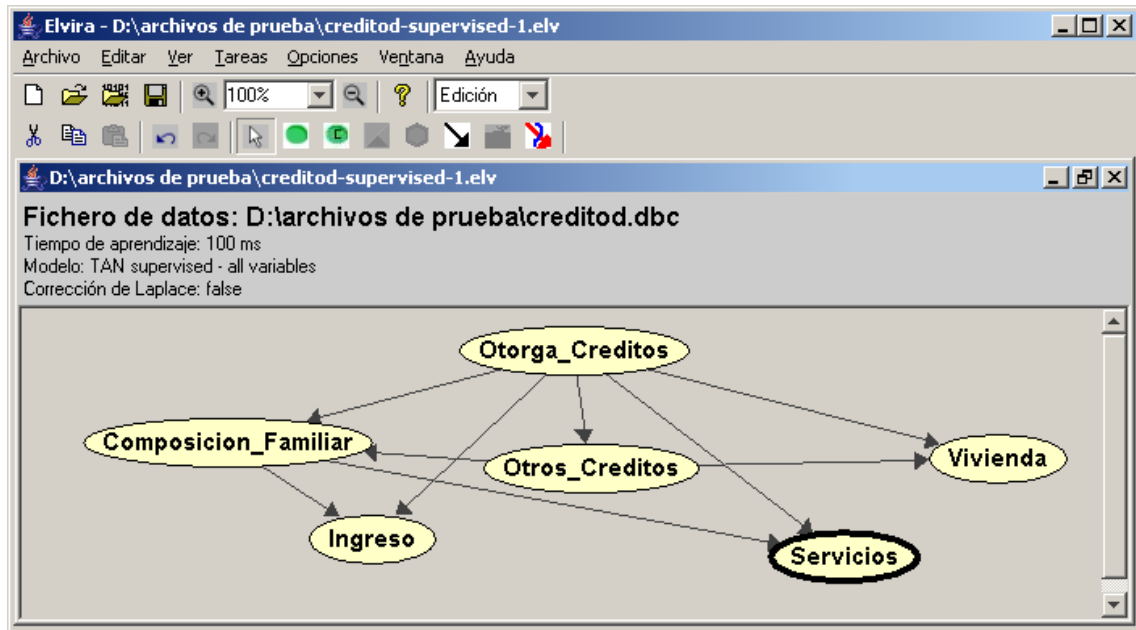 Elvira - D:\archivos de prueba\creditod-supervised-1.elv
Archivo Editar Ver Tareas Opciones Ventana Ayuda
100% Edición
D:\archivos de prueba\creditod-supervised-1.elv
Fichero de datos: D:\archivos de prueba\creditod.dbc
Tiempo de aprendizaje: 100 ms
Modelo: TAN supervised - all variables
Corrección de Laplace: false
Otorga_Creditos
Composicion_Familiar
Otros_Creditos
Vivienda
Ingreso
Servicios